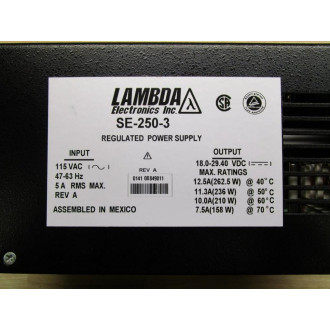 LAMBDA
Electronics Inc.
SE-250-3
REGULATED POWER SUPPLY
INPUT
115 VAC
47-63 Hz
5 A RMS MAX.
REV A
ASSEMBLED IN MEXICO
REV A
OUTPUT
18.0-29.40 VDC
MAX. RATINGS
12.5A(262.5 W) @ 40°C
11.3A(236 W) @ 50°C
10.0A(210 W) @ 60°C
7.5A(158 W) @ 70°C